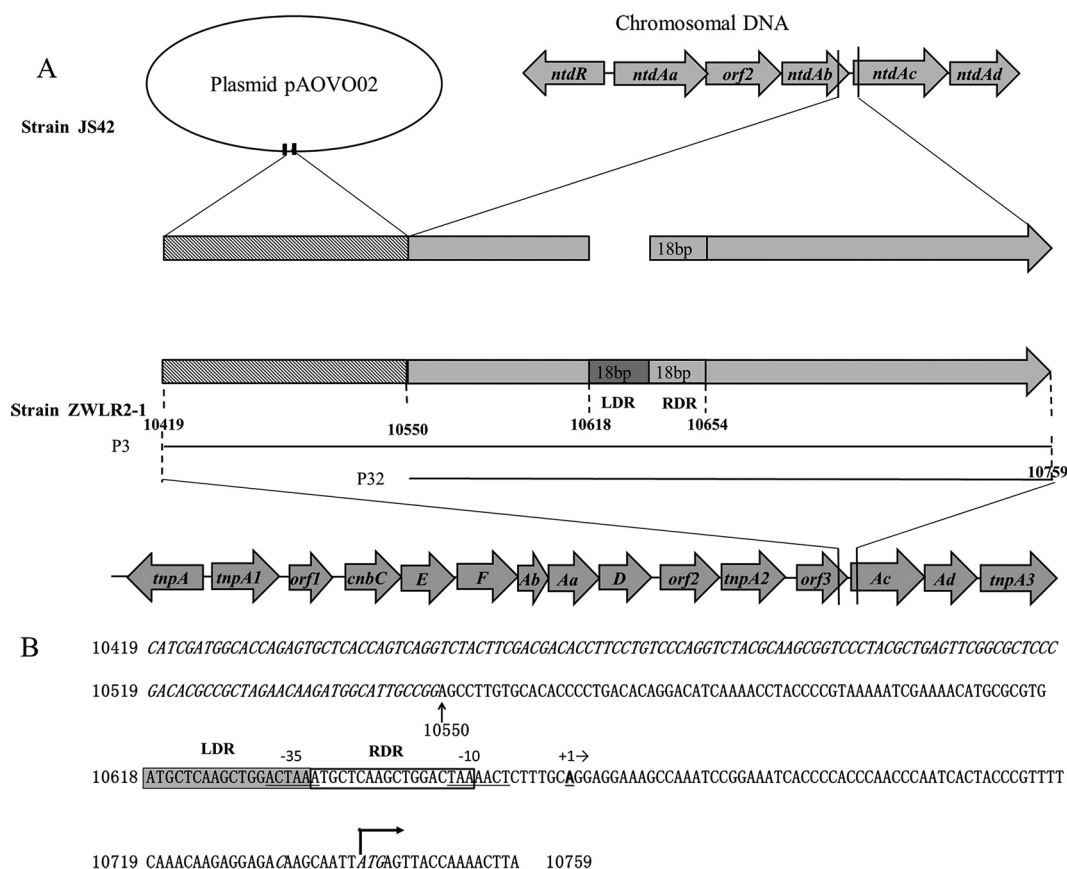 Chromosomal DNA
A
Plasmid pAOVO02
ntdR ntdAa orf2 ntdAb ntdAc ntdAd
Strain JS42
18bp
18bp 18bp
Strain ZWLR2-1
LDR RDR
10419 10550 10618 10654
P3
P32 10759
tnpA tnpA1 orf1 cnbC E F Ab Aa D orf2 tnpA2 orf3 Ac Ad tnpA3
B
10419 CATCGATGGCACCAGAGTGCTCACCAGTCAGGTCTACTTCGACGACACCTTCCTGTCCCAGGTCTACGCAAGCGGTCCCTACGCTGAGTTCGGCGCTCCC
10519 GACACGCCGCTAGAACAAGATGGCATTGCCGGAGCCTTGTGCACACCCCTGACACAGGACATCAAAACCTACCCCGTAAAAATCGAAAACATGCGCGTG
10550
LDR -35 RDR -10 +1→
10618 ATGCTCAAGCTGGACTAAATGCTCAAGCTGGACTAAAACTCTTTGCAGGAGGAAAGCCAAATCCGGAAATCACCCCACCCAACCCAATCACTACCCGTTTT
10719 CAAACAAGAGGAGACAAGCAATTATGAGTTACCAAAACTTA 10759